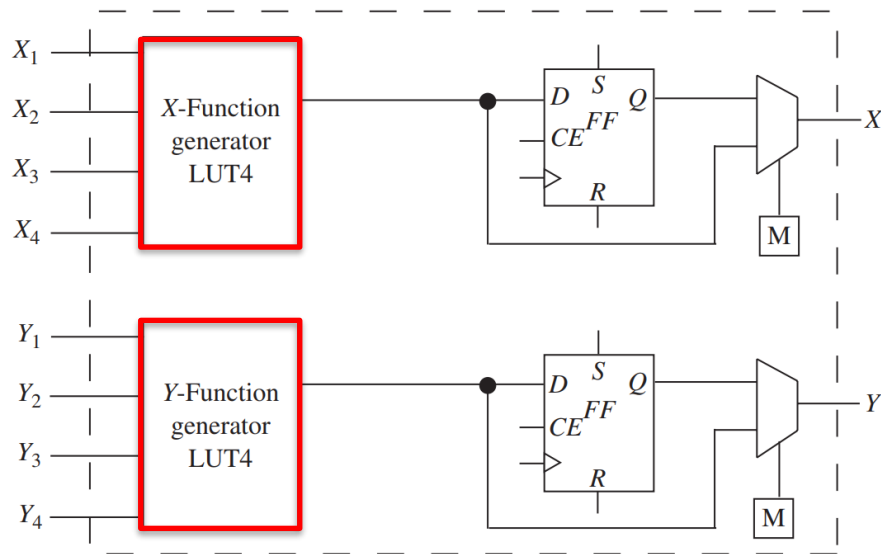 X1
X2
X3
X4
X-Function
generator
LUT4
D
S
Q
CE
FF
R
M
X
Y1
Y2
Y3
Y4
Y-Function
generator
LUT4
D
S
Q
CE
FF
R
M
Y